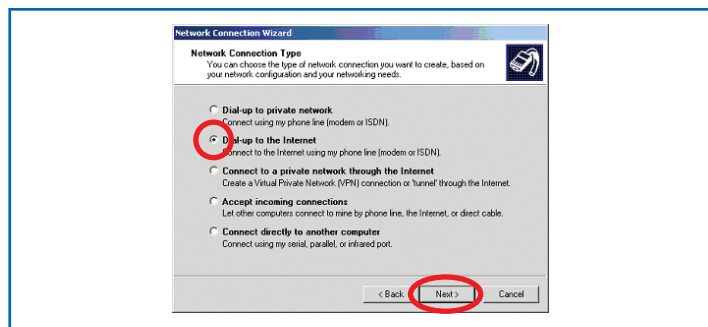 Network Connection Wizard
Network Connection Type
You can choose the type of network connection you want to create, based on
your network configuration and your networking needs.
Dial-up to private network
Connect using my phone line (modem or ISDN).
Dial-up to the Internet
Connect to the Internet using my phone line (modem or ISDN).
Connect to a private network through the Internet
Create a Virtual Private Network (VPN) connection or 'tunnel' through the Internet.
Accept incoming connections
Let other computers connect to mine by phone line, the Internet, or direct cable.
Connect directly to another computer
Connect using my serial, parallel, or infrared port.
< Back Next > Cancel